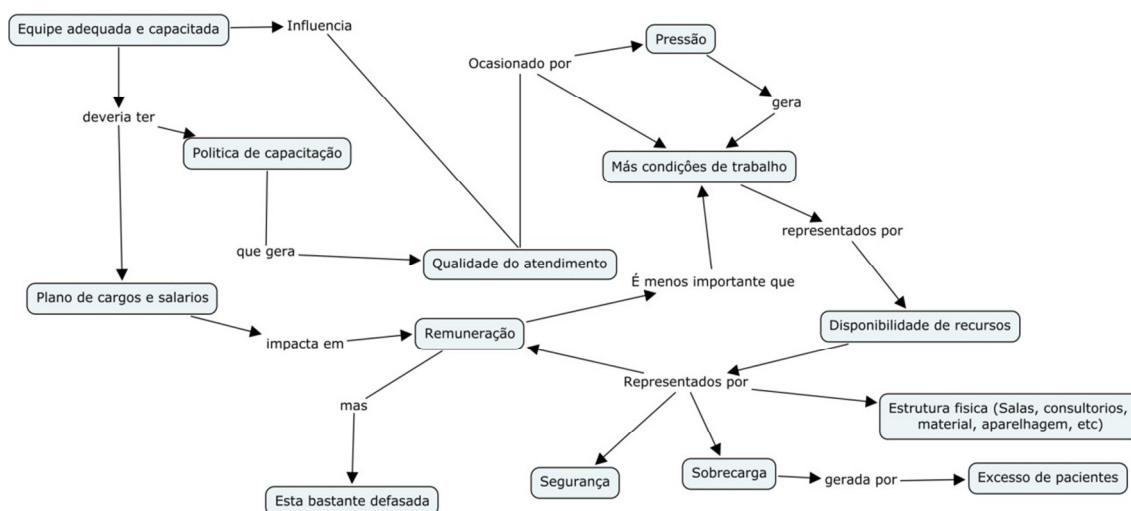 Equipe adequada e capacitada
Influencia
Pressão
Ocasionado por
gera
deveria ter
Politica de capacitação
Más condições de trabalho
representados por
que gera
Qualidade do atendimento
É menos importante que
Plano de cargos e salarios
impacta em
Remuneração
Disponibilidade de recursos
Representados por
mas
Estrutura fisica (Salas, consultorios,
material, aparelhagem, etc)
Segurança
Sobrecarga
gerada por
Excesso de pacientes
Esta bastante defasada